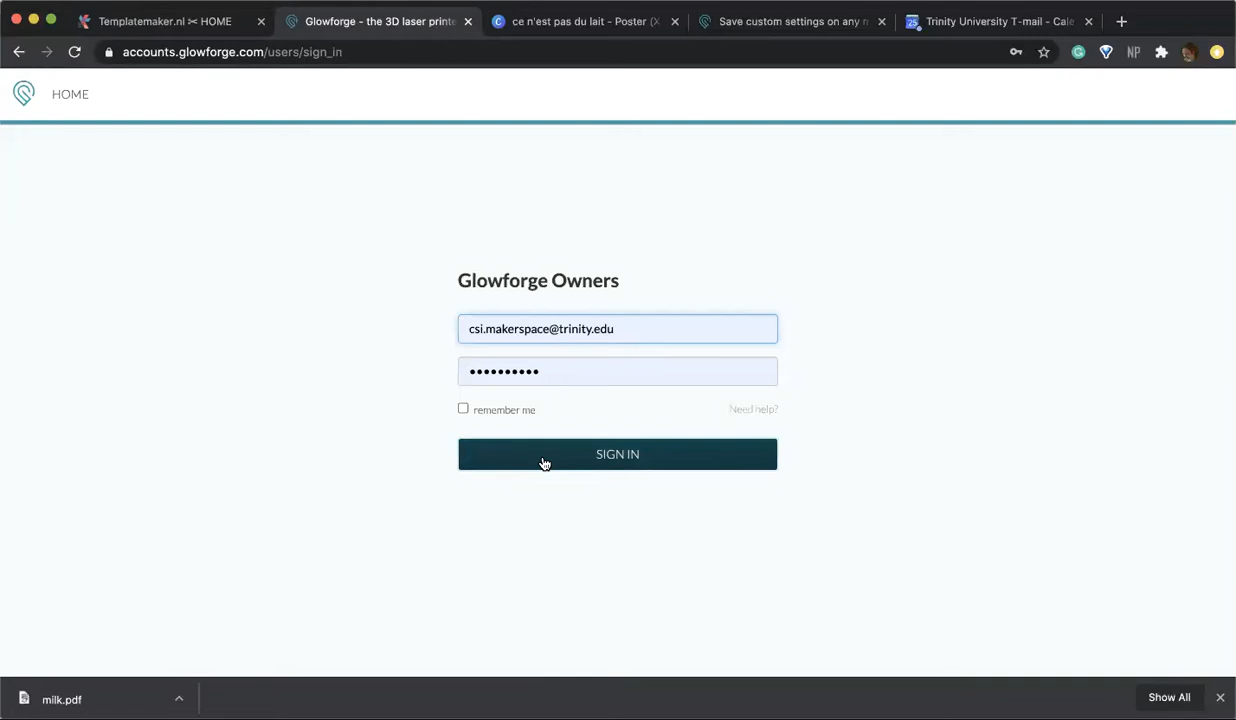 Templatemaker.nl ✂ HOME
Glowforge - the 3D laser printe
ce n'est pas du lait - Poster (
Save custom settings on any
25
Trinity University T-mail - Cale
accounts.glowforge.com/users/sign_in
NP
HOME
Glowforge Owners
csi.makerspace@trinity.edu
remember me
Need help?
SIGN IN
milk.pdf
Show All